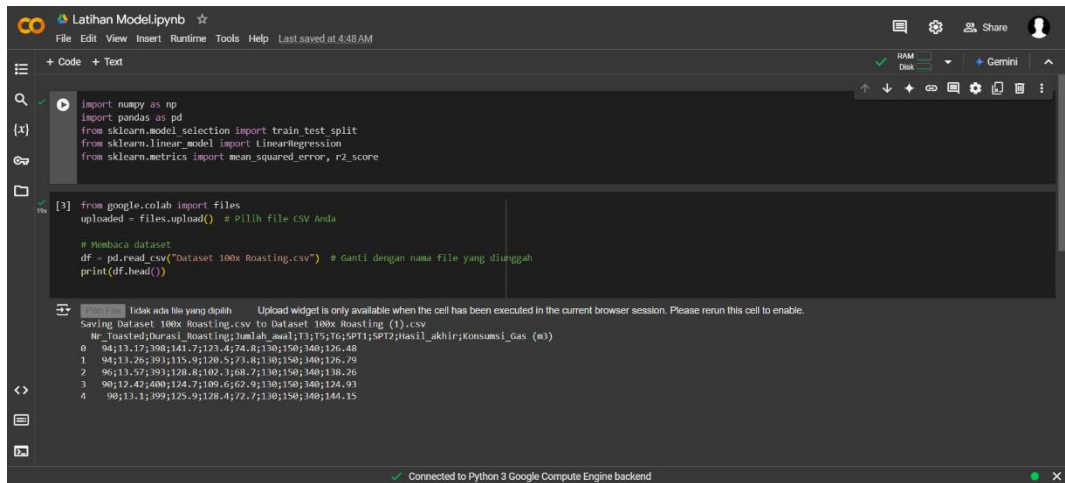 Latihan Model.ipynb
File Edit View Insert Runtime Tools Help Last saved at 4:48 AM
Share
+ Code + Text
RAM
Disk
Gemini
import numpy as np
import pandas as pd
from sklearn.model_selection import train_test_split
from sklearn.linear_model import LinearRegression
from sklearn.metrics import mean_squared_error, r2_score
{x}
19s
[3] from google.colab import files
uploaded = files.upload() # Pilih file CSV Anda
# Membaca dataset
df = pd.read_csv("Dataset 100x Roasting.csv") # Ganti dengan nama file yang diunggah
print(df.head())
Tidak ada file yang dipilih Upload widget is only available when the cell has been executed in the current browser session. Please rerun this cell to enable.
Saving Dataset 100x Roasting.csv to Dataset 100x Roasting (1).csv
Nr_Toasted;Durasi_Roasting;Jumlah_awal;T3;T5;T6;SPT1;SPT2;Hasil_akhir;Konsumsi_Gas (m3)
0 94;13.17;398;141.7;123.4;74.8;130;150;340;126.48
1 94;13.26;393;115.9;120.5;73.8;130;150;340;126.79
2 96;13.57;393;128.8;102.3;68.7;130;150;340;138.26
3 90;12.42;400;124.7;109.6;62.9;130;150;340;124.93
4 90;13.1;399;125.9;128.4;72.7;130;150;340;144.15
Connected to Python 3 Google Compute Engine backend